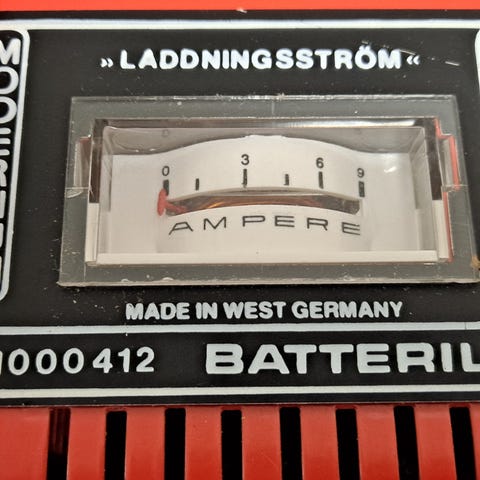 » LADDNINGSSTRÖM «
0 3 6 9
AMPERE
MADE IN WEST GERMANY
000412 BATTERIL